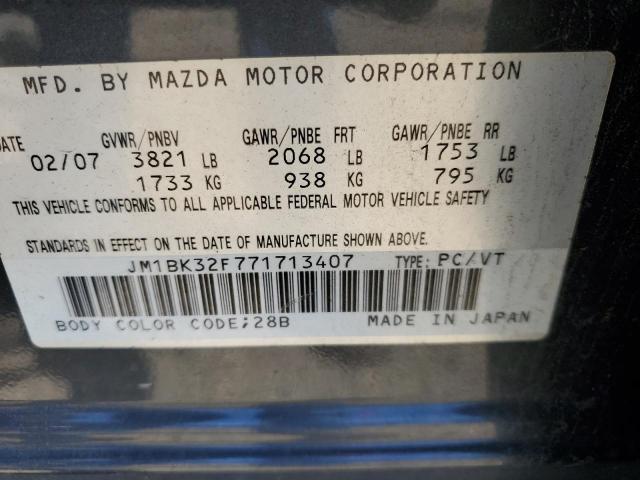 MFD. BY MAZDA MOTOR CORPORATION
DATE GVWR/PNBV GAWR/PNBE FRT GAWR/PNBE RR
02/07 3821 LB 2068 LB 1753 LB
1733 KG 938 KG 795 KG
THIS VEHICLE CONFORMS TO ALL APPLICABLE FEDERAL MOTOR VEHICLE SAFETY
STANDARDS IN EFFECT ON THE DATE OF MANUFACTURE SHOWN ABOVE.
JM1BK32F771713407 TYPE: PC/VT
BODY COLOR CODE;28B MADE IN JAPAN